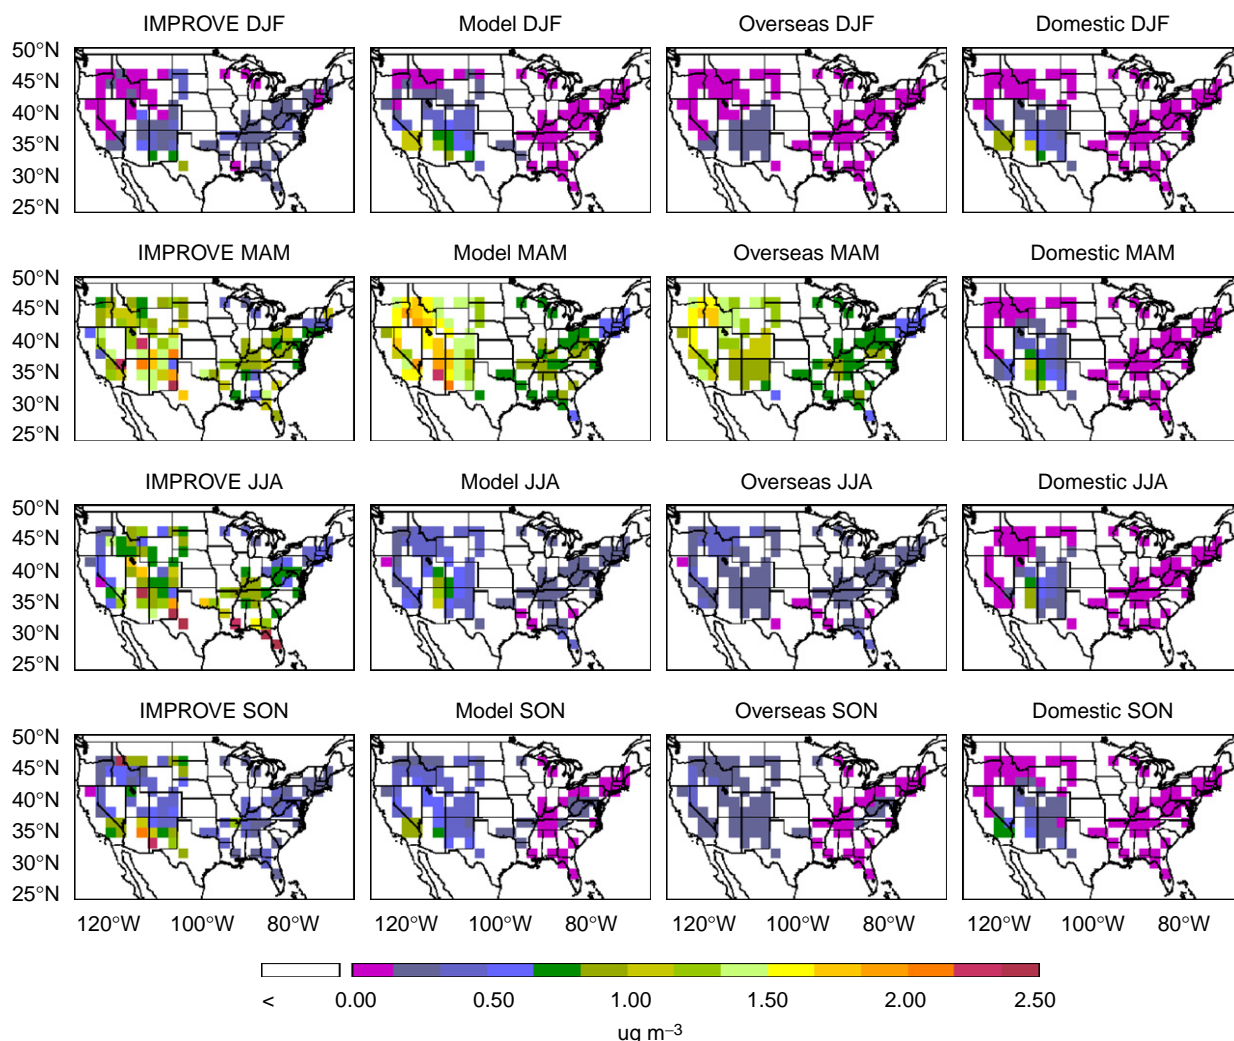 IMPROVE DJF Model DJF Overseas DJF Domestic DJF
50°N
45°N
40°N
35°N
30°N
25°N
IMPROVE MAM Model MAM Overseas MAM Domestic MAM
50°N
45°N
40°N
35°N
30°N
25°N
IMPROVE JJA Model JJA Overseas JJA Domestic JJA
50°N
45°N
40°N
35°N
30°N
25°N
IMPROVE SON Model SON Overseas SON Domestic SON
50°N
45°N
40°N
35°N
30°N
25°N
120°W 100°W 80°W 120°W 100°W 80°W 120°W 100°W 80°W 120°W 100°W 80°W
< 0.00 0.50 1.00 1.50 2.00 2.50
ug m⁻³